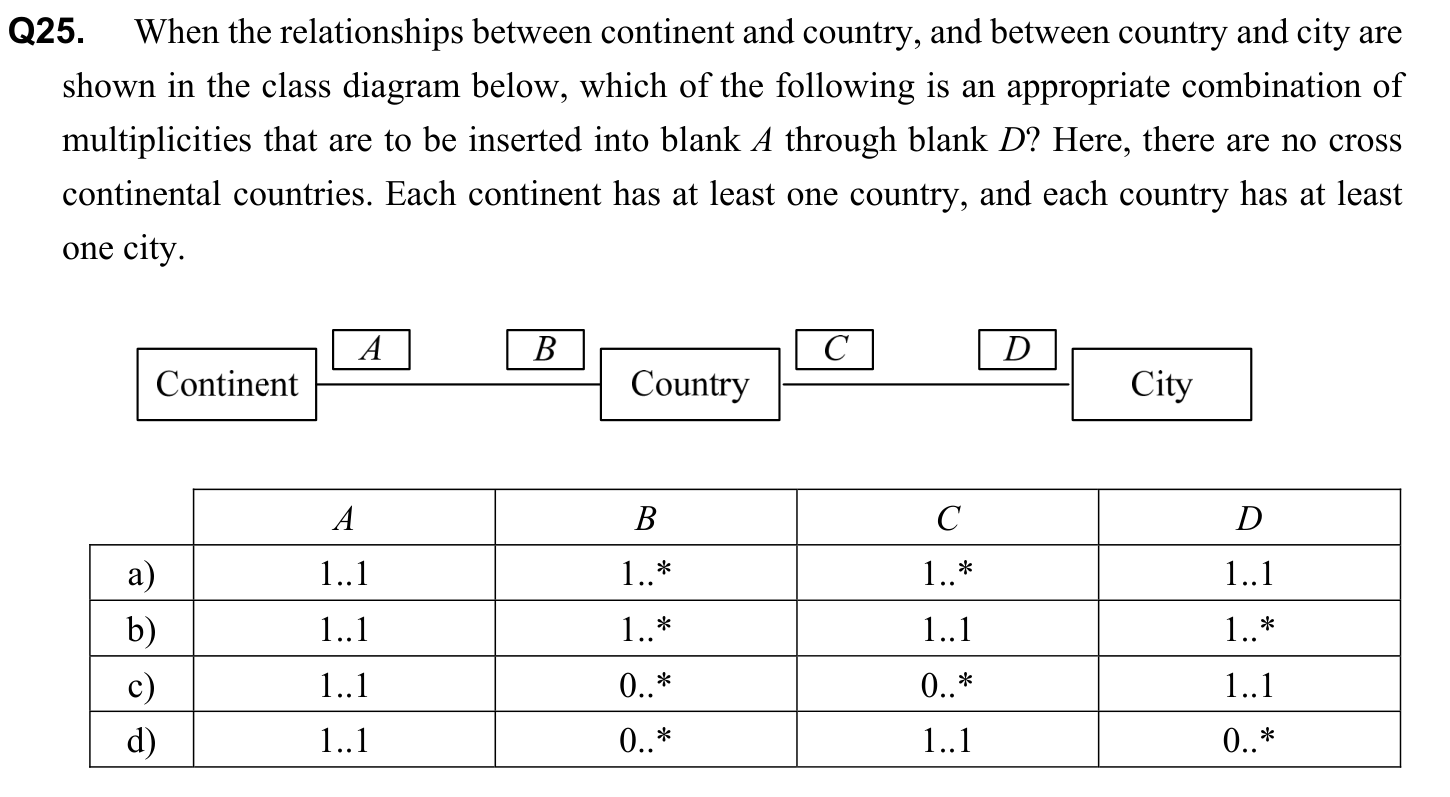 Q25. When the relationships between continent and country, and between country and city are
shown in the class diagram below, which of the following is an appropriate combination of
multiplicities that are to be inserted into blank A through blank D? Here, there are no cross
continental countries. Each continent has at least one country, and each country has at least
one city.
A B C D
Continent Country City
A B C D
a) 1..1 1..* 1..* 1..1
b) 1..1 1..* 1..1 1..*
c) 1..1 0..* 0..* 1..1
d) 1..1 0..* 1..1 0..*